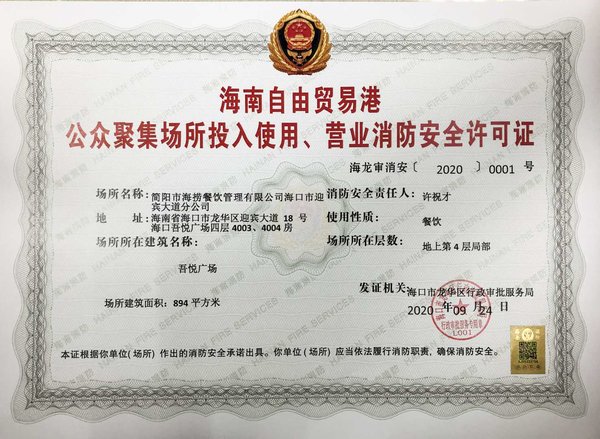 海南自由贸易港
公众聚集场所投入使用、营业消防安全许可证
海龙审消安〔 2020 〕0001 号
场所名称：简阳市海捞餐饮管理有限公司海口市迎宾大道分公司
消防安全责任人：许祝才
地 址：海南省海口市龙华区迎宾大道 18 号海口吾悦广场四层 4003、4004 房
使用性质：餐饮
场所所在建筑名称：
吾悦广场
场所所在层数：地上第 4 层局部
场所建筑面积：894 平方米
发证机关：海口市龙华区行政审批服务局
2020 年 09 月 24 日
行政审批服务专用章
L001
本证根据你单位(场所) 作出的消防安全承诺出具。你单位(场所) 应当依法履行消防职责，确保消防安全。